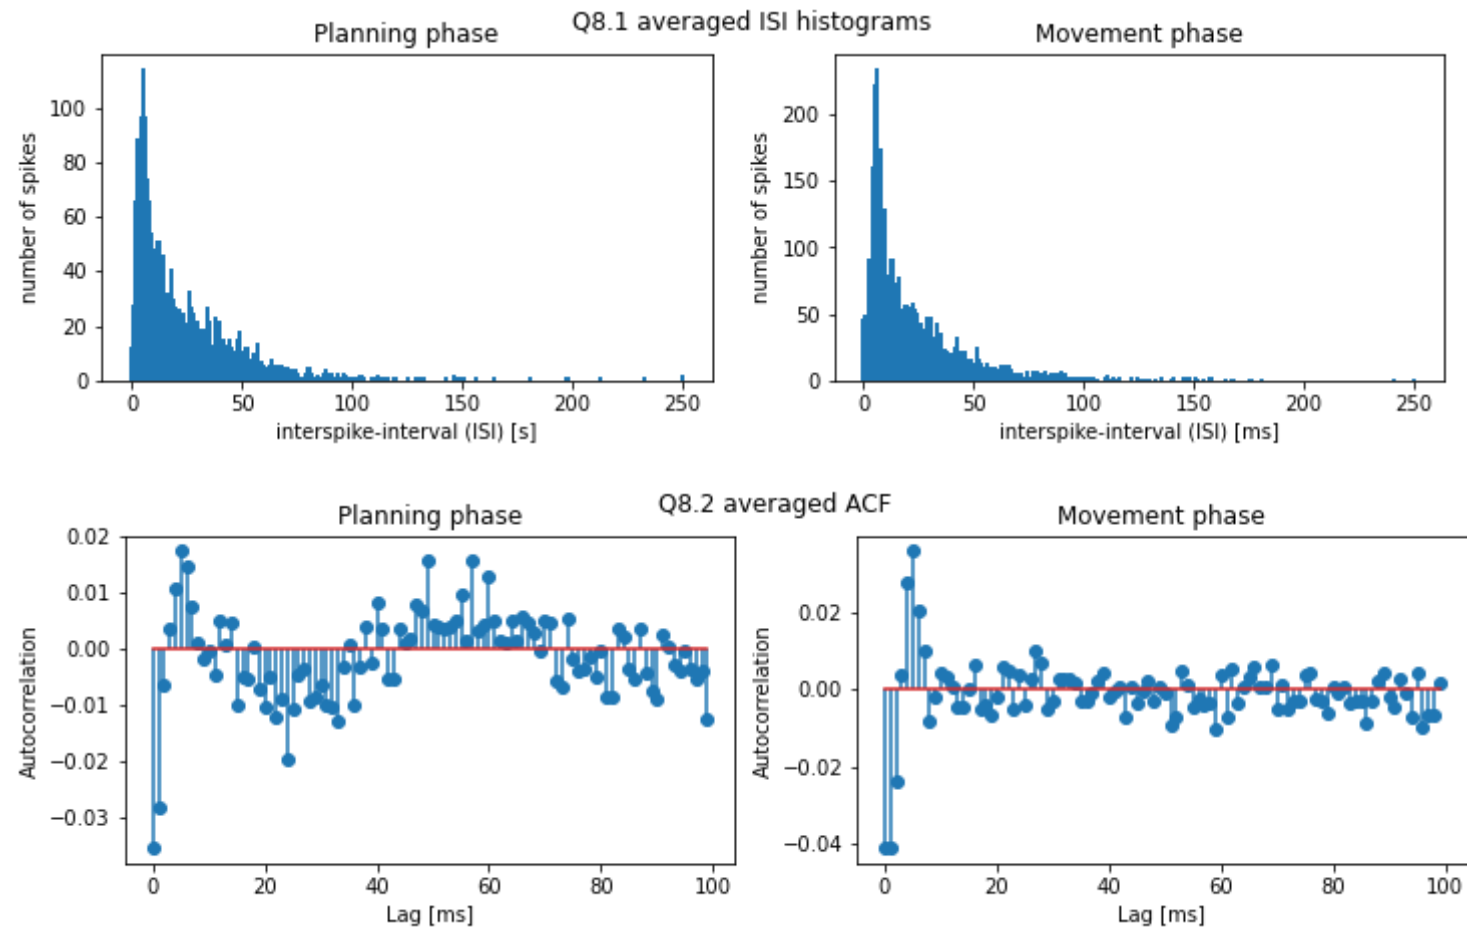 Q8.1 averaged ISI histograms
Planning phase
Movement phase
number of spikes
100
80
60
40
20
0
0 50 100 150 200 250
interspike-interval (ISI) [s]
number of spikes
200
150
100
50
0
0 50 100 150 200 250
interspike-interval (ISI) [ms]
Q8.2 averaged ACF
Planning phase
Movement phase
Autocorrelation
0.02
0.01
0.00
−0.01
−0.02
−0.03
0 20 40 60 80 100
Lag [ms]
Autocorrelation
0.02
0.00
−0.02
−0.04
0 20 40 60 80 100
Lag [ms]